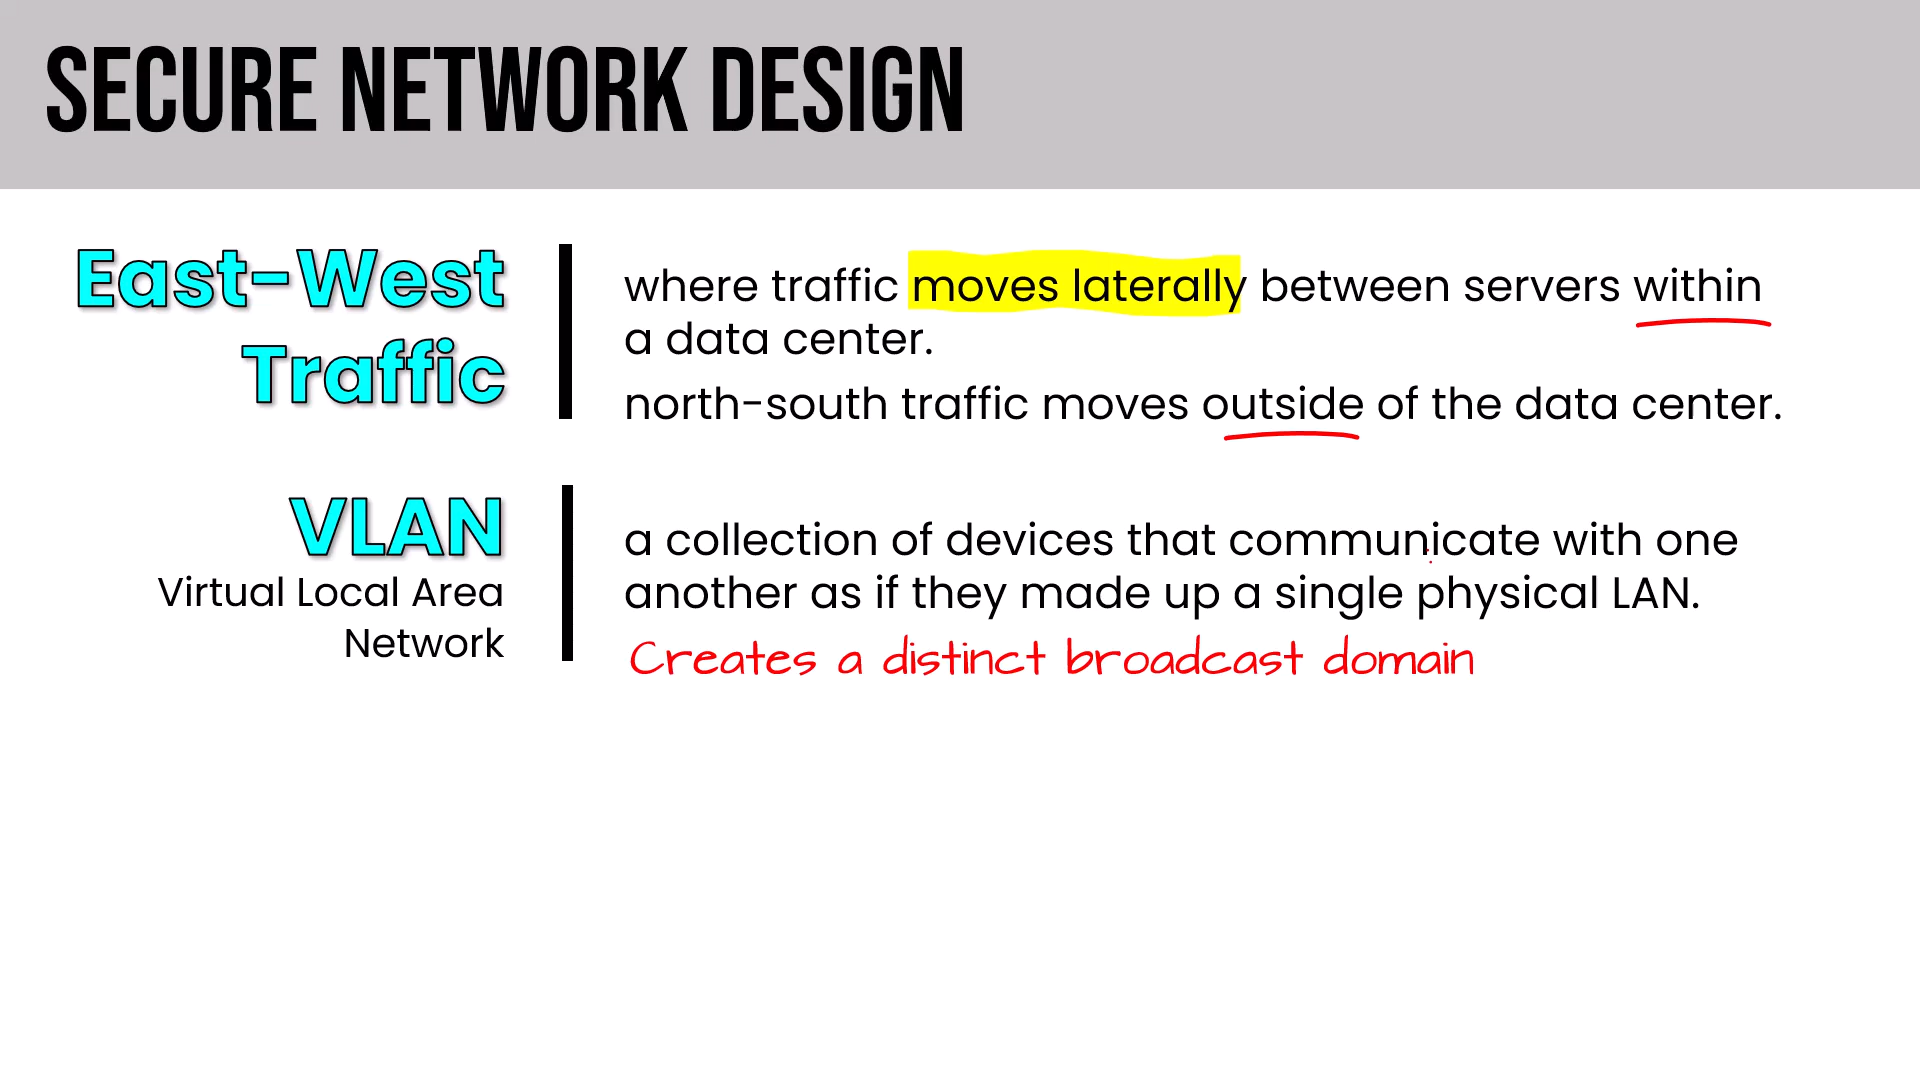 SECURE NETWORK DESIGN
East-West
Traffic
where traffic moves laterally between servers within
a data center.
north-south traffic moves outside of the data center.
VLAN
Virtual Local Area
Network
a collection of devices that communicate with one
another as if they made up a single physical LAN.
Creates a distinct broadcast domain